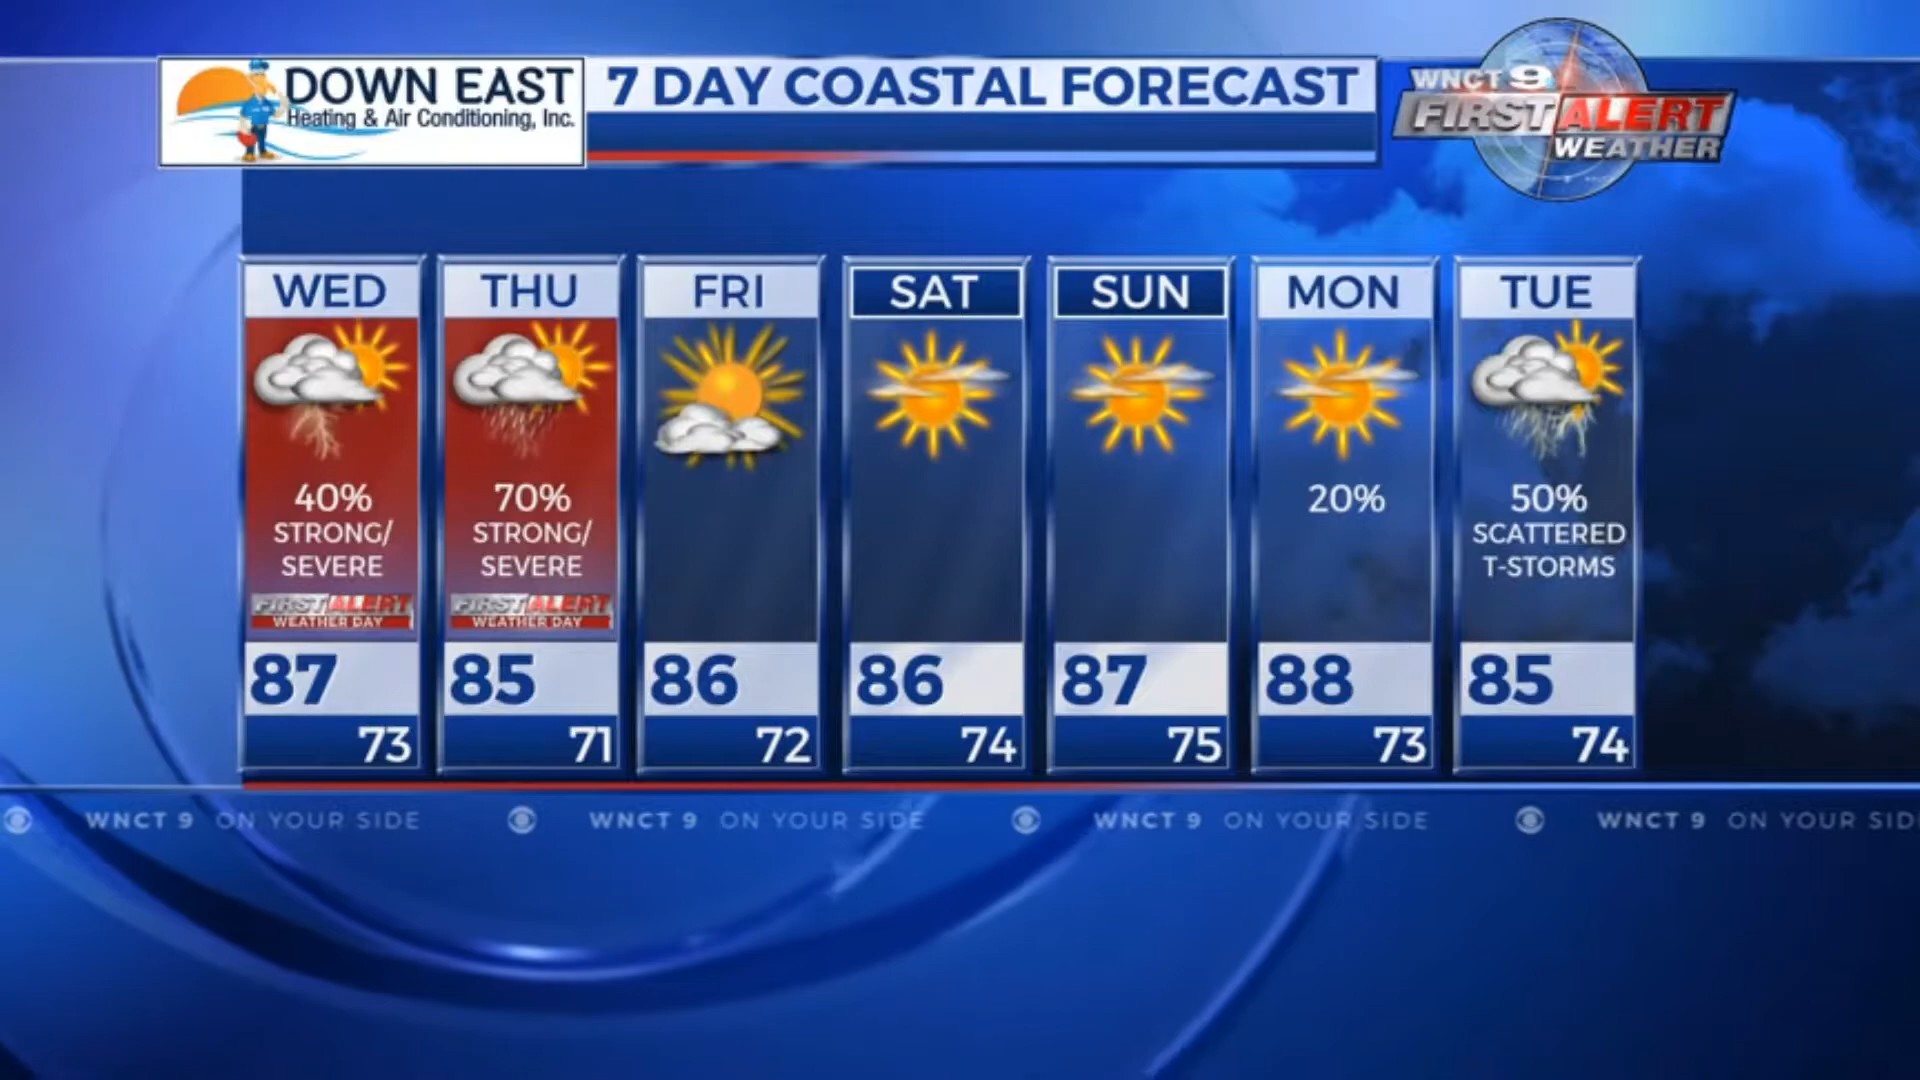 DOWN EAST
Heating & Air Conditioning, Inc.
7 DAY COASTAL FORECAST
WNCT 9
FIRST ALERT
WEATHER
WED
THU
FRI
SAT
SUN
MON
TUE
40%
STRONG/
SEVERE
FIRST ALERT
WEATHER DAY
70%
STRONG/
SEVERE
FIRST ALERT
WEATHER DAY
20%
50%
SCATTERED
T-STORMS
87
85
86
86
87
88
85
73
71
72
74
75
73
74
WNCT 9 ON YOUR SIDE
WNCT 9 ON YOUR SIDE
WNCT 9 ON YOUR SIDE
WNCT 9 ON YOUR SID